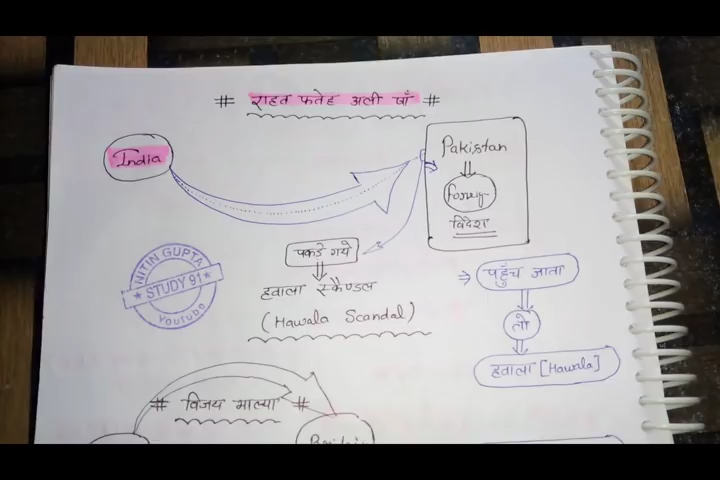 # राहत फतेह अली खाँ #
India
Pakistan
विदेश
पकडे गये
हवाला स्कैण्डल
(Hawala Scandal)
NITIN GUPTA
STUDY 91
YouTube
पहुँच जाता
तो
हवाला [Hawala]
# विजय माल्या #